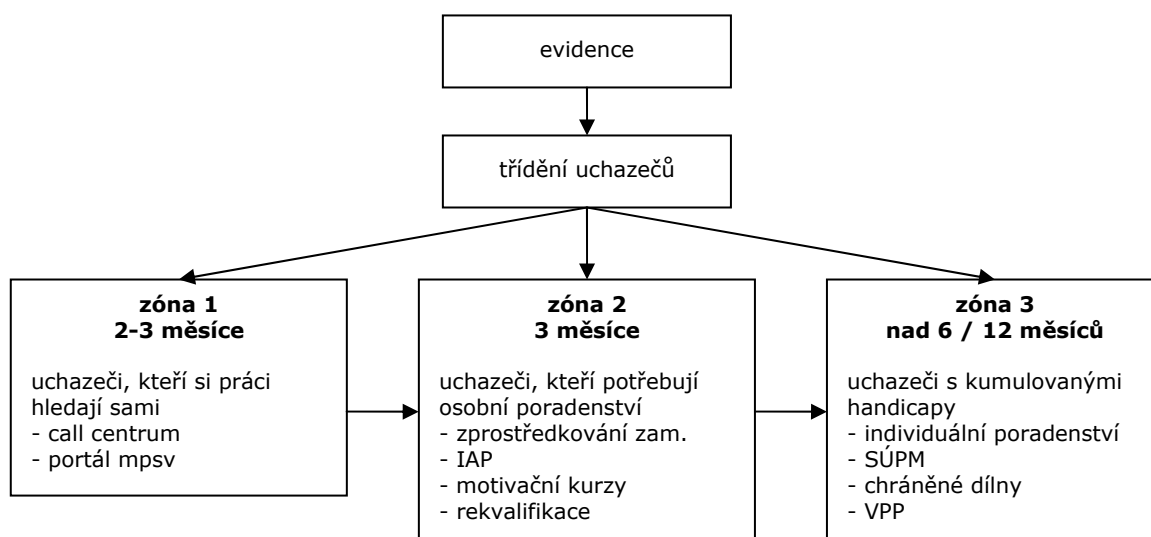 evidence
třídění uchazečů
zóna 1
2-3 měsíce
uchazeči, kteří si práci
hledají sami
- call centrum
- portál mpsv
zóna 2
3 měsíce
uchazeči, kteří potřebují
osobní poradenství
- zprostředkování zam.
- IAP
- motivační kurzy
- rekvalifikace
zóna 3
nad 6 / 12 měsíců
uchazeči s kumulovanými
handicapy
- individuální poradenství
- SÚPM
- chráněné dílny
- VPP